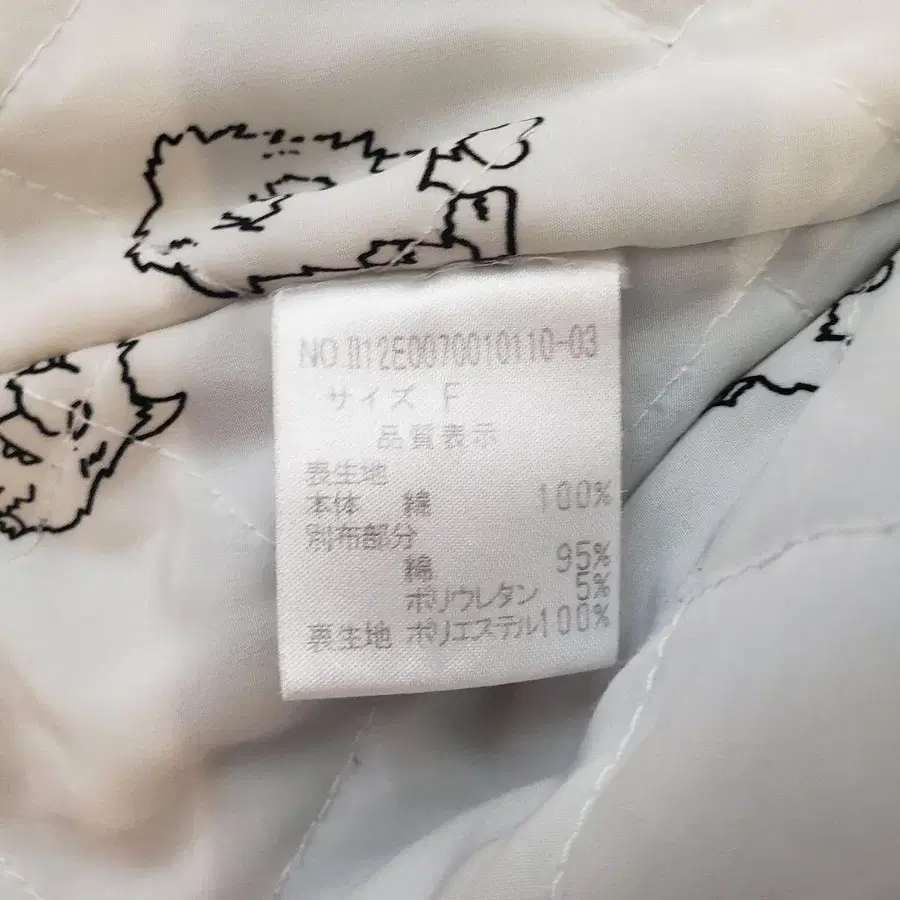 NO.II12E0070010110-03
サイズ F
品質表示
表生地
本体 綿 100%
別布部分
綿 95%
ポリウレタン 5%
裏生地 ポリエステル100%